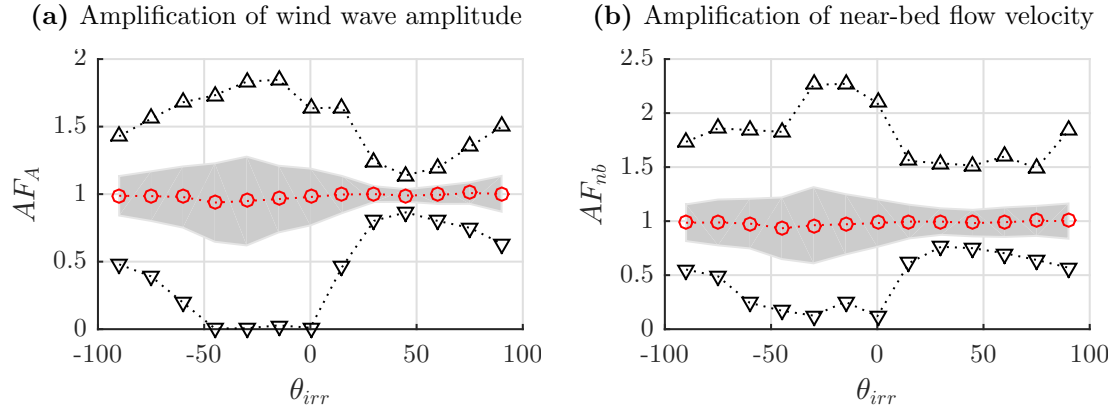 (a) Amplification of wind wave amplitude
2
1.5
1
0.5
0
AF_A
-100 -50 0 50 100
θ_irr
(b) Amplification of near-bed flow velocity
2.5
2
1.5
1
0.5
0
AF_nb
-100 -50 0 50 100
θ_irr